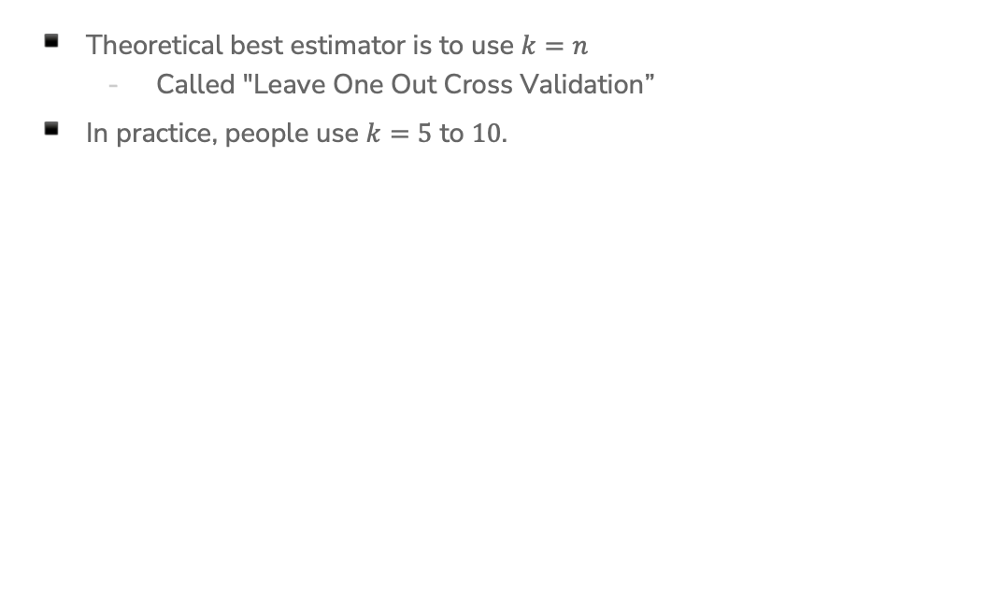 ▪ Theoretical best estimator is to use k = n
- Called "Leave One Out Cross Validation”
▪ In practice, people use k = 5 to 10.